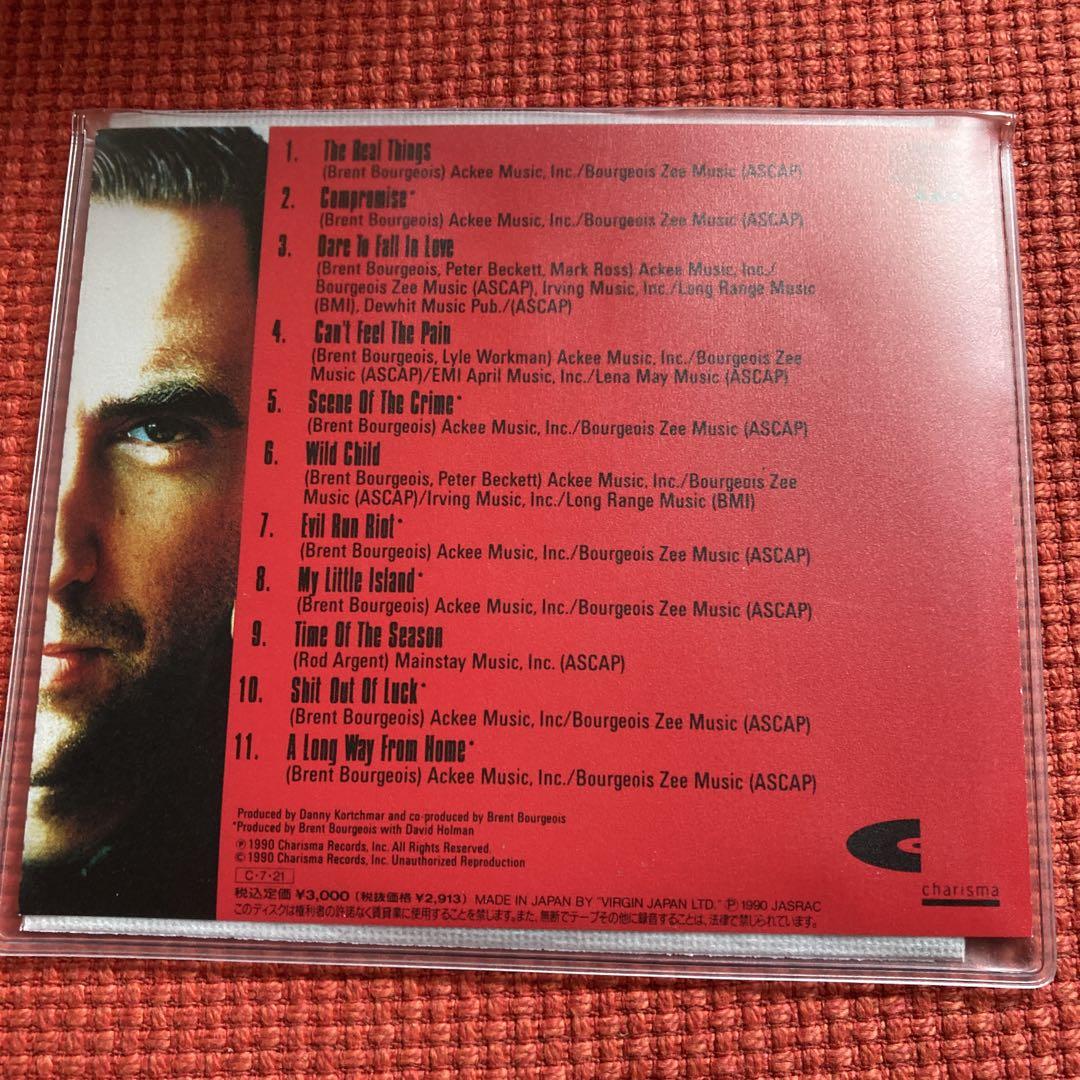 1. The Real Things
(Brent Bourgeois) Ackee Music, Inc./Bourgeois Zee Music (ASCAP)
2. Compromise*
(Brent Bourgeois) Ackee Music, Inc./Bourgeois Zee Music (ASCAP)
3. Dare To Fall In Love
(Brent Bourgeois, Peter Beckett, Mark Ross) Ackee Music, Inc./
Bourgeois Zee Music (ASCAP), Irving Music, Inc./Long Range Music
(BMI), Dewhit Music Pub./(ASCAP)
4. Can't Feel The Pain
(Brent Bourgeois, Lyle Workman) Ackee Music, Inc./Bourgeois Zee
Music (ASCAP)/EMI April Music, Inc./Lena May Music (ASCAP)
5. Scene Of The Crime*
(Brent Bourgeois) Ackee Music, Inc./Bourgeois Zee Music (ASCAP)
6. Wild Child
(Brent Bourgeois, Peter Beckett) Ackee Music, Inc./Bourgeois Zee
Music (ASCAP)/Irving Music, Inc./Long Range Music (BMI)
7. Evil Run Riot*
(Brent Bourgeois) Ackee Music, Inc./Bourgeois Zee Music (ASCAP)
8. My Little Island*
(Brent Bourgeois) Ackee Music, Inc./Bourgeois Zee Music (ASCAP)
9. Time Of The Season
(Rod Argent) Mainstay Music, Inc. (ASCAP)
10. Shit Out Of Luck*
(Brent Bourgeois) Ackee Music, Inc/Bourgeois Zee Music (ASCAP)
11. A Long Way From Home*
(Brent Bourgeois) Ackee Music, Inc./Bourgeois Zee Music (ASCAP)
Produced by Danny Kortchmar and co-produced by Brent Bourgeois
*Produced by Brent Bourgeois with David Holman
Ⓟ 1990 Charisma Records, Inc. All Rights Reserved.
© 1990 Charisma Records, Inc. Unauthorized Reproduction
C・7・21
税込定価 ¥3,000 (税抜価格 ¥2,913) MADE IN JAPAN BY "VIRGIN JAPAN LTD." Ⓟ 1990 JASRAC
このディスクは権利者の許諾なく賃貸業に使用することを禁じます。また、無断でテープその他に録音することは、法律で禁じられています。
charisma